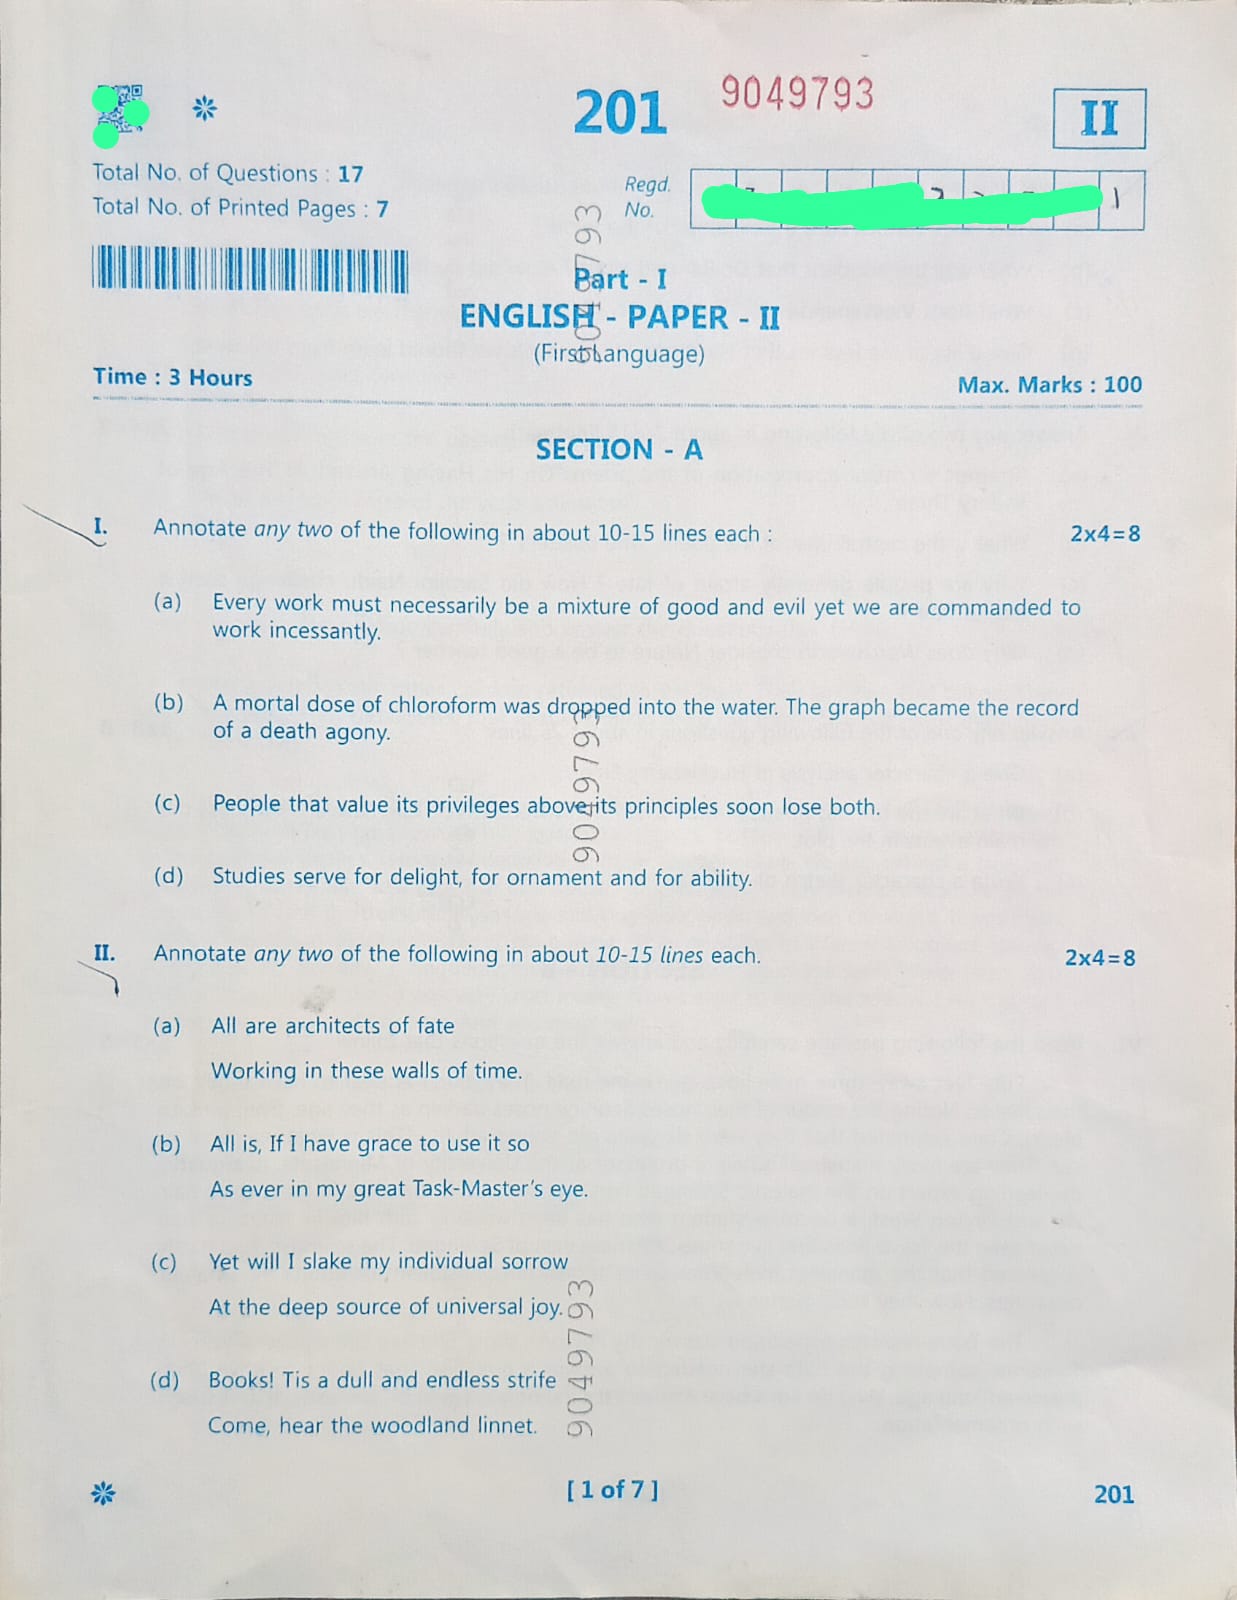 201
9049793
II
Total No. of Questions : 17
Total No. of Printed Pages : 7
Regd.
No.
1
9049793
Part - I
ENGLISH - PAPER - II
(First Language)
Time : 3 Hours
Max. Marks : 100
SECTION - A
I. Annotate any two of the following in about 10-15 lines each : 2x4=8
(a) Every work must necessarily be a mixture of good and evil yet we are commanded to
work incessantly.
(b) A mortal dose of chloroform was dropped into the water. The graph became the record
of a death agony.
9049793
(c) People that value its privileges above its principles soon lose both.
(d) Studies serve for delight, for ornament and for ability.
II. Annotate any two of the following in about 10-15 lines each. 2x4=8
(a) All are architects of fate
Working in these walls of time.
(b) All is, If I have grace to use it so
As ever in my great Task-Master's eye.
(c) Yet will I slake my individual sorrow
At the deep source of universal joy.
9049793
(d) Books! Tis a dull and endless strife
Come, hear the woodland linnet.
[ 1 of 7 ]
201